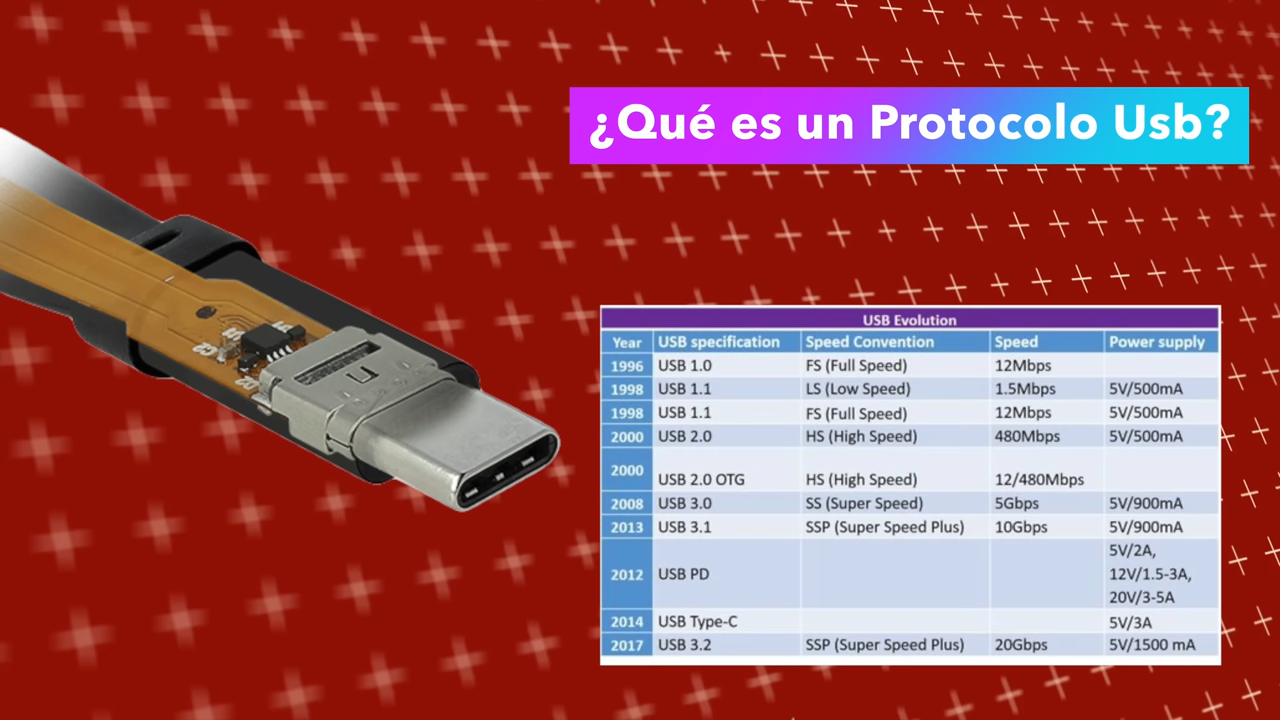 ¿Qué es un Protocolo Usb?
USB Evolution
Year USB specification Speed Convention Speed Power supply
1996 USB 1.0 FS (Full Speed) 12Mbps
1998 USB 1.1 LS (Low Speed) 1.5Mbps 5V/500mA
1998 USB 1.1 FS (Full Speed) 12Mbps 5V/500mA
2000 USB 2.0 HS (High Speed) 480Mbps 5V/500mA
2000 USB 2.0 OTG HS (High Speed) 12/480Mbps
2008 USB 3.0 SS (Super Speed) 5Gbps 5V/900mA
2013 USB 3.1 SSP (Super Speed Plus) 10Gbps 5V/900mA
2012 USB PD 5V/2A,
12V/1.5-3A,
20V/3-5A
2014 USB Type-C 5V/3A
2017 USB 3.2 SSP (Super Speed Plus) 20Gbps 5V/1500 mA